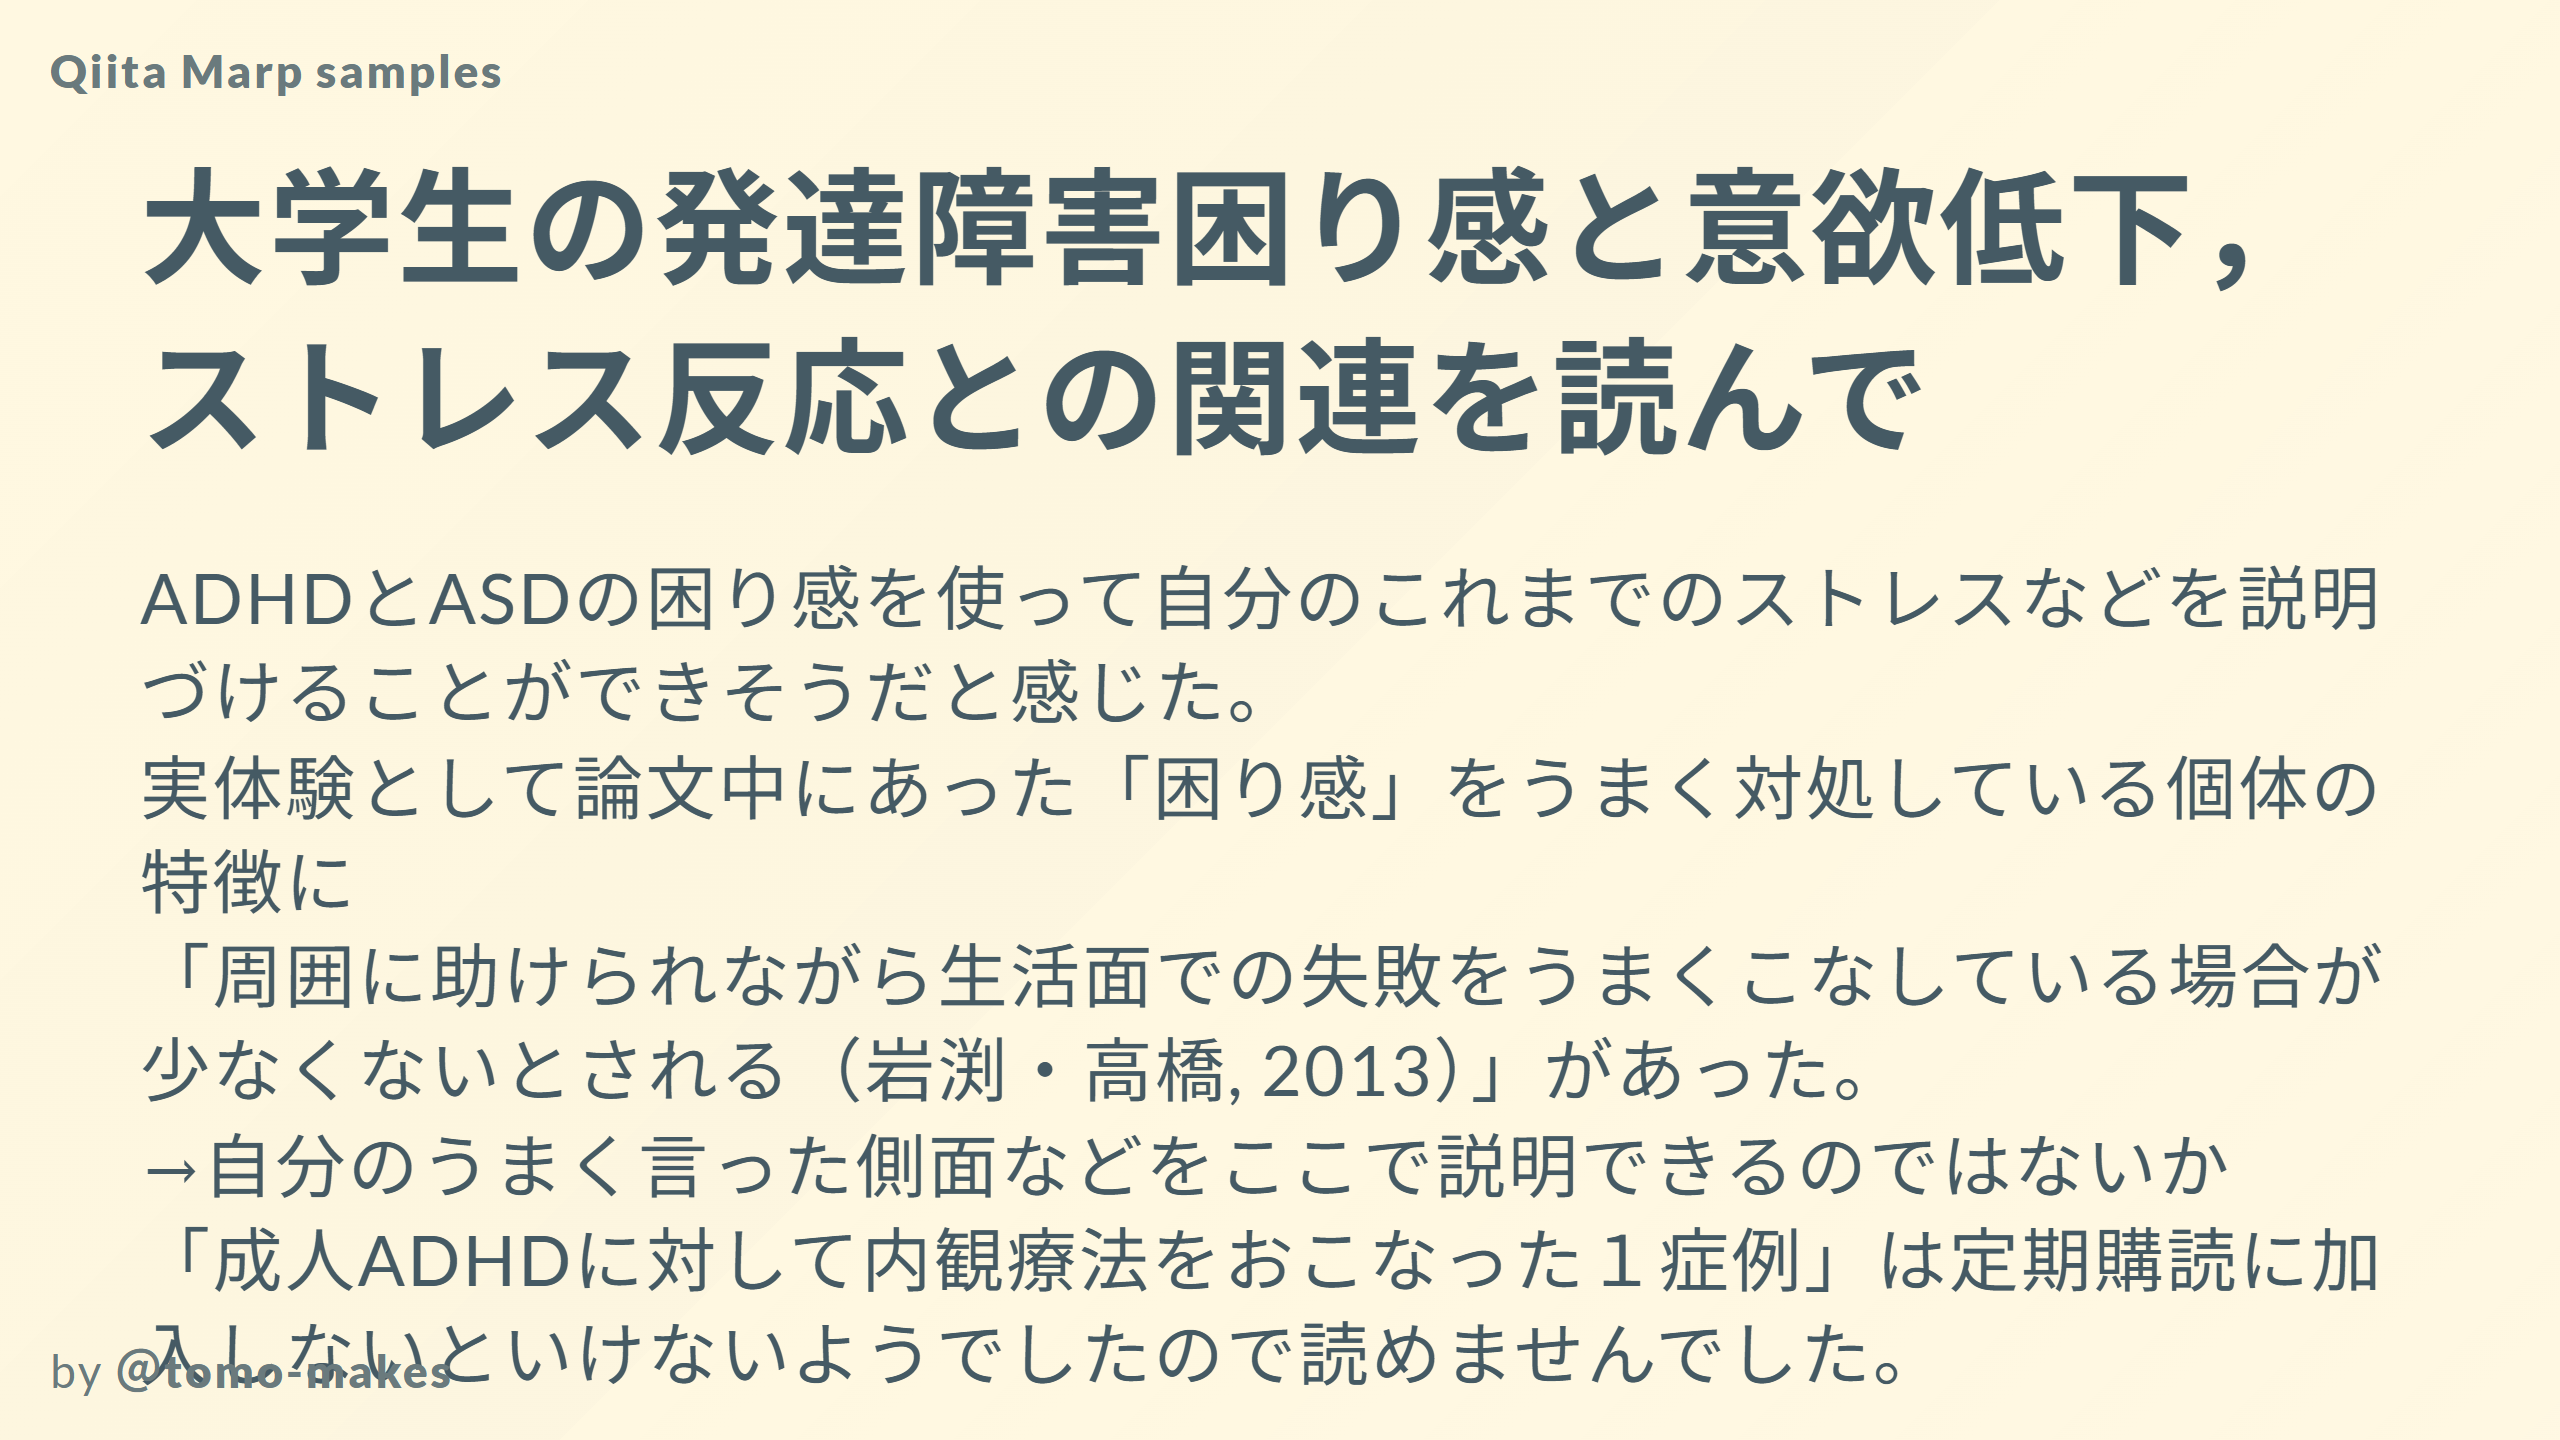 Qiita Marp samples
大学生の発達障害困り感と意欲低下，
ストレス反応との関連を読んで
ADHDとASDの困り感を使って自分のこれまでのストレスなどを説明
づけることができそうだと感じた。
実体験として論文中にあった「困り感」をうまく対処している個体の
特徴に
「周囲に助けられながら生活面での失敗をうまくこなしている場合が
少なくないとされる（岩渕・高橋, 2013）」があった。
→自分のうまく言った側面などをここで説明できるのではないか
「成人ADHDに対して内観療法をおこなった１症例」は定期購読に加
入しないといけないようでしたので読めませんでした。
by @tomo-makes